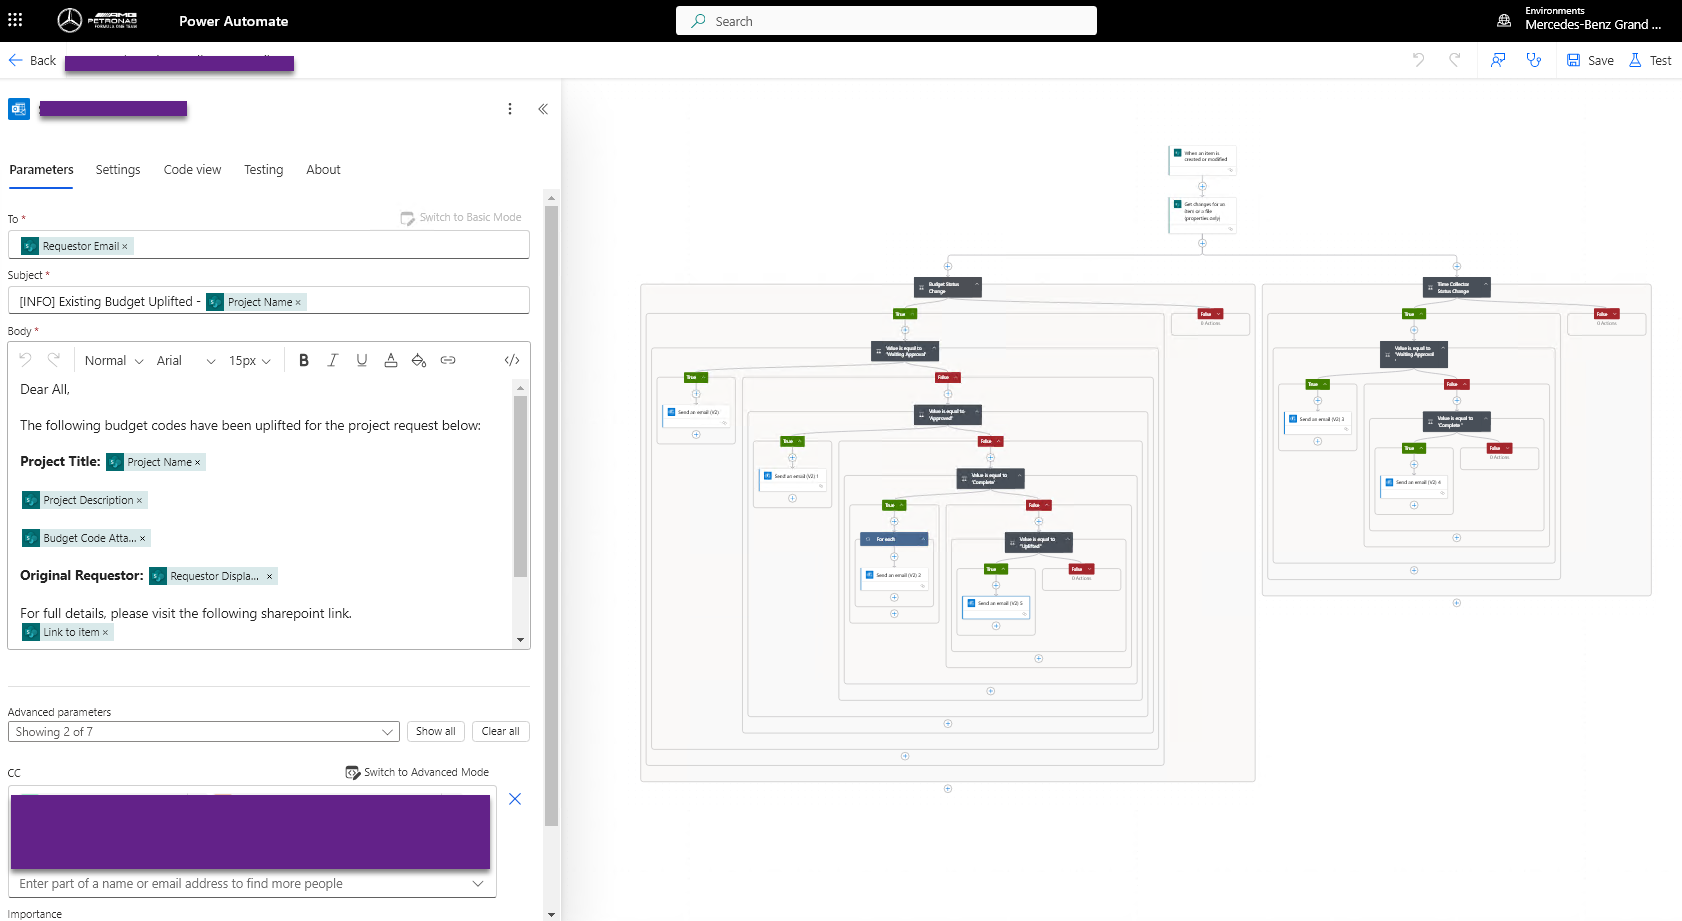 AMG
PETRONAS
FORMULA ONE TEAM
Power Automate
Search
Environments
Mercedes-Benz Grand ...
Back
Save
Test
Parameters
Settings
Code view
Testing
About
To *
Switch to Basic Mode
Requestor Email ×
Subject *
[INFO] Existing Budget Uplifted - Project Name ×
Body *
Normal
Arial
15px
B
I
U
A
</>
Dear All,
The following budget codes have been uplifted for the project request below:
Project Title: Project Name ×
Project Description ×
Budget Code Atta... ×
Original Requestor: Requestor Displa... ×
For full details, please visit the following sharepoint link.
Link to item ×
Advanced parameters
Showing 2 of 7
Show all
Clear all
CC
Switch to Advanced Mode
Enter part of a name or email address to find more people
Importance
When an item is
created or modified
Get changes for an
item or a file
(properties only)
Budget Status
Change
True
False
0 Actions
Value is equal to
'Waiting Approval'
True
False
Send an email (V2)
Value is equal to
'Approved'
True
False
Send an email (V2) 1
Value is equal to
'Complete'
True
False
For each
Send an email (V2) 2
Value is equal to
"Uplifted"
True
False
0 Actions
Send an email (V2) 5
Time Collector
Status Change
True
False
0 Actions
Value is equal to
'Waiting Approval
'
True
False
Send an email (V2) 3
Value is equal to
'Complete '
True
False
0 Actions
Send an email (V2) 4